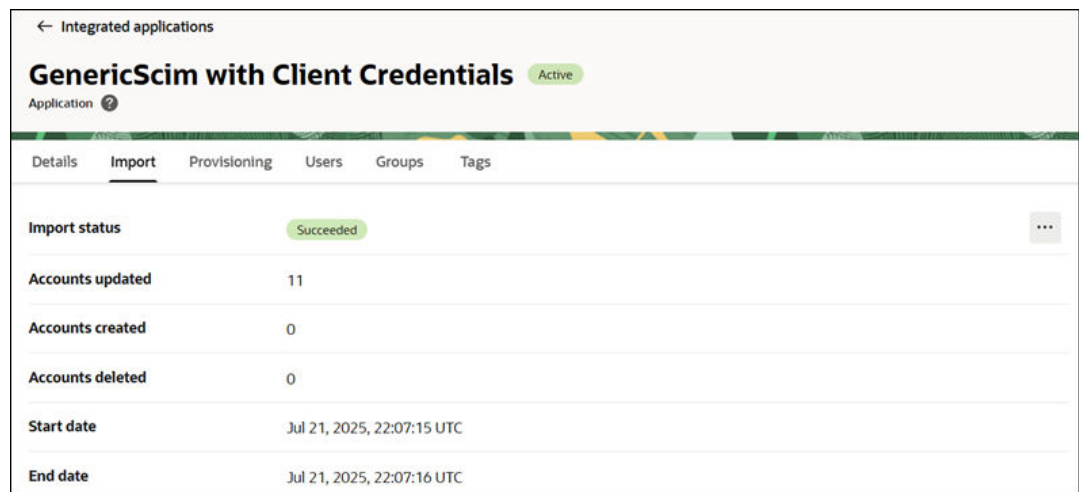 ← Integrated applications
GenericScim with Client Credentials Active
Application ?
Details Import Provisioning Users Groups Tags
Import status Succeeded ...
Accounts updated 11
Accounts created 0
Accounts deleted 0
Start date Jul 21, 2025, 22:07:15 UTC
End date Jul 21, 2025, 22:07:16 UTC